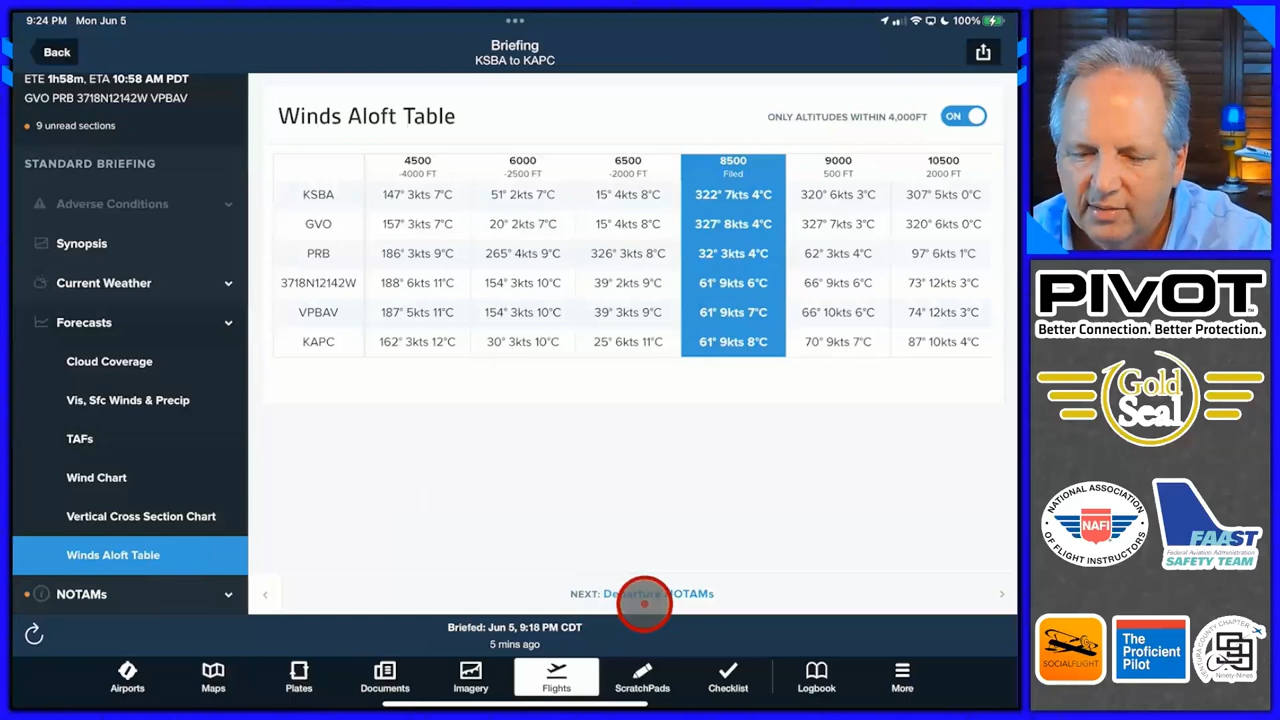 9:24 PM Mon Jun 5
100%
Back
Briefing
KSBA to KAPC
ETE 1h58m, ETA 10:58 AM PDT
GVO PRB 3718N12142W VPBAV
9 unread sections
STANDARD BRIEFING
Adverse Conditions
Synopsis
Current Weather
Forecasts
Cloud Coverage
Vis, Sfc Winds & Precip
TAFs
Wind Chart
Vertical Cross Section Chart
Winds Aloft Table
NOTAMs
Winds Aloft Table
ONLY ALTITUDES WITHIN 4,000FT
ON
4500 6000 6500 8500 9000 10500
-4000 FT -2500 FT -2000 FT Filed 500 FT 2000 FT
KSBA 147° 3kts 7°C 51° 2kts 7°C 15° 4kts 8°C 322° 7kts 4°C 320° 6kts 3°C 307° 5kts 0°C
GVO 157° 3kts 7°C 20° 2kts 7°C 15° 4kts 8°C 327° 8kts 4°C 327° 7kts 3°C 320° 6kts 0°C
PRB 186° 3kts 9°C 265° 4kts 9°C 326° 3kts 8°C 32° 3kts 4°C 62° 3kts 4°C 97° 6kts 1°C
3718N12142W 188° 6kts 11°C 154° 3kts 10°C 39° 2kts 9°C 61° 9kts 6°C 66° 9kts 6°C 73° 12kts 3°C
VPBAV 187° 5kts 11°C 154° 3kts 10°C 39° 3kts 9°C 61° 9kts 7°C 66° 10kts 6°C 74° 12kts 3°C
KAPC 162° 3kts 12°C 30° 3kts 10°C 25° 6kts 11°C 61° 9kts 8°C 70° 9kts 7°C 87° 10kts 4°C
NEXT: Departure NOTAMs
Briefed: Jun 5, 9:18 PM CDT
5 mins ago
Airports Maps Plates Documents Imagery Flights ScratchPads Checklist Logbook More
PIVOT
Better Connection. Better Protection.
Gold
Seal
NATIONAL ASSOCIATION
NAFI
OF FLIGHT INSTRUCTORS
FAAST
Federal Aviation Administration
SAFETY TEAM
SOCIALFLIGHT
The
Proficient
Pilot
VENTURA COUNTY CHAPTER
99
Ninety-Nines